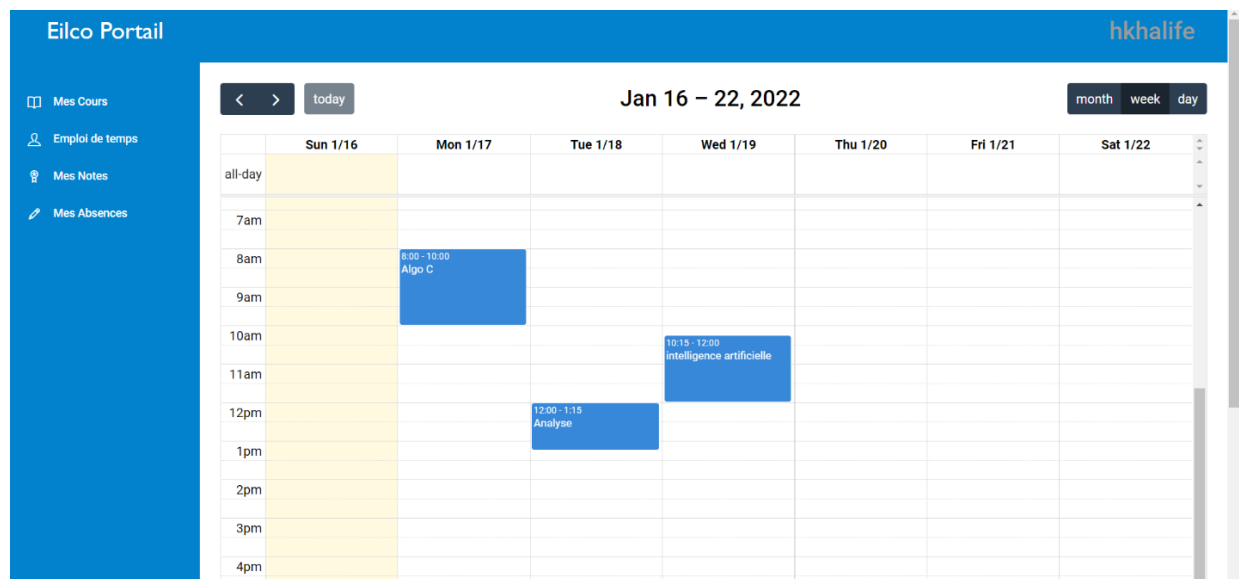 Eilco Portail
hkhalife
Mes Cours
Emploi de temps
Mes Notes
Mes Absences
today
Jan 16 – 22, 2022
month week day
Sun 1/16 Mon 1/17 Tue 1/18 Wed 1/19 Thu 1/20 Fri 1/21 Sat 1/22
all-day
7am
8am
8:00 - 10:00
Algo C
9am
10am
10:15 - 12:00
intelligence artificielle
11am
12pm
12:00 - 1:15
Analyse
1pm
2pm
3pm
4pm